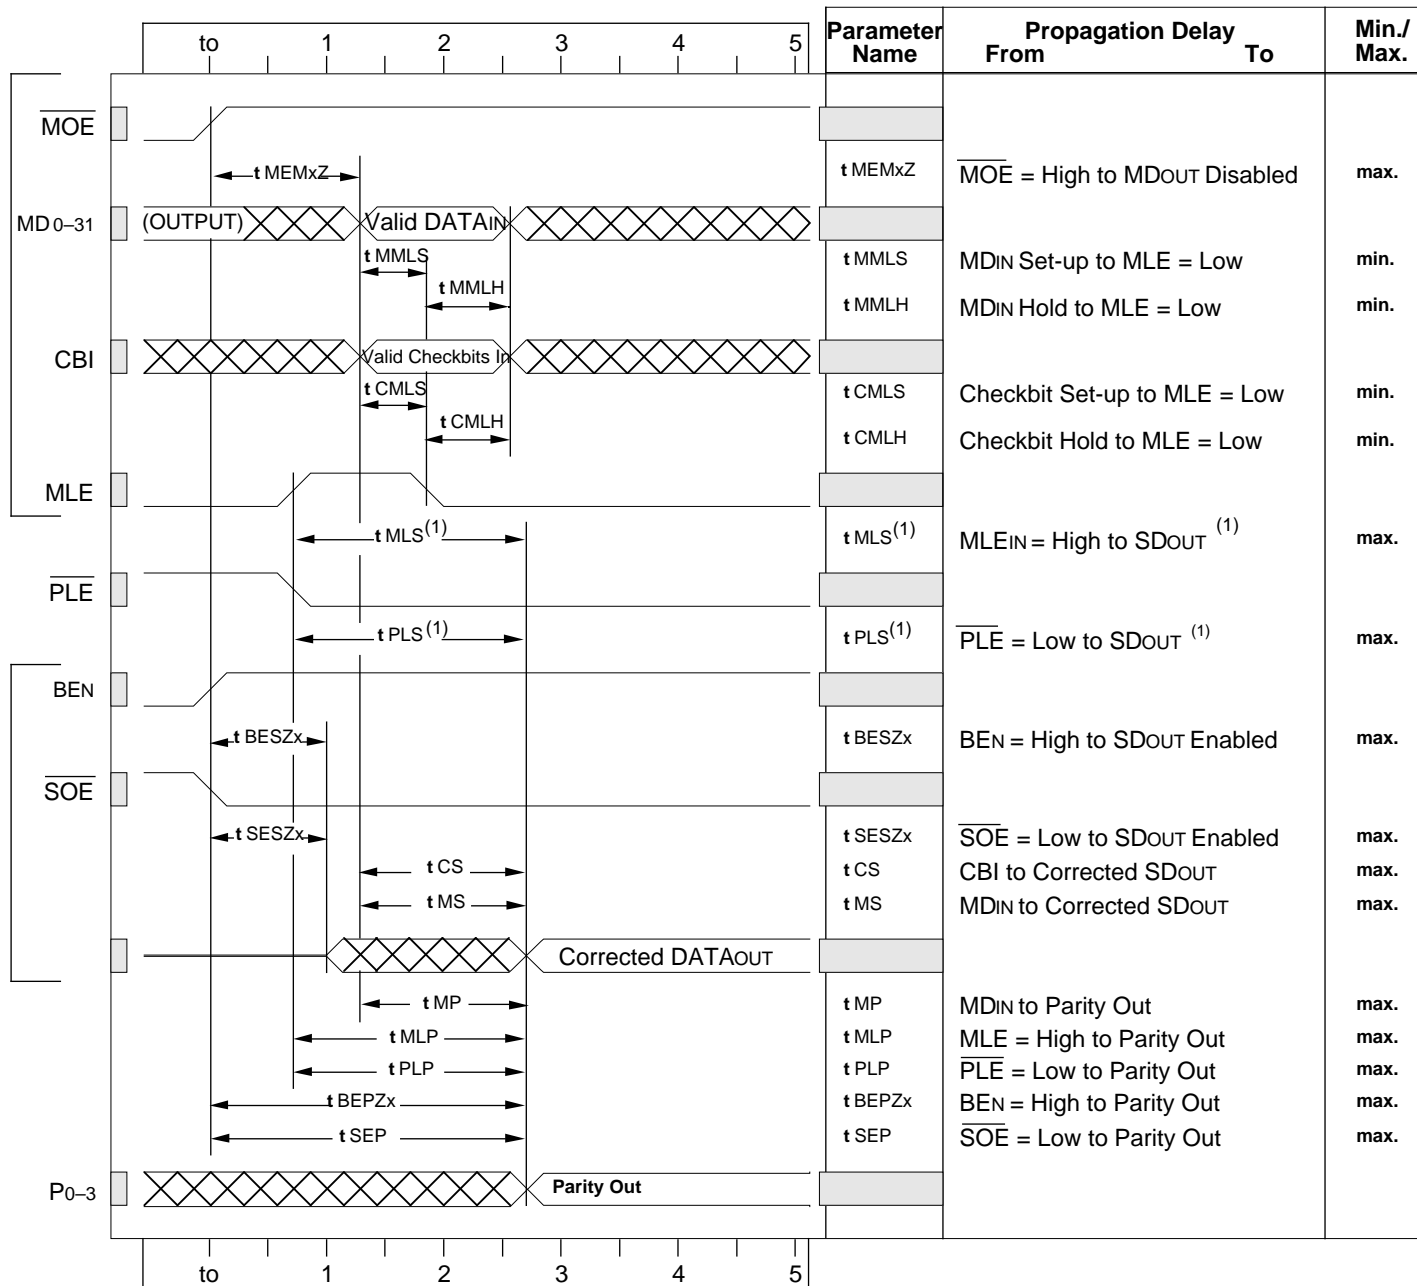 to 1 2 3 4 5
Parameter Name Propagation Delay From To Min./ Max.
MOE
t MEMxZ t MEMxZ MOE = High to MDOUT Disabled max.
MD 0–31 (OUTPUT) Valid DATAIN
t MMLS t MMLS MDIN Set-up to MLE = Low min.
t MMLH t MMLH MDIN Hold to MLE = Low min.
CBI Valid Checkbits In
t CMLS t CMLS Checkbit Set-up to MLE = Low min.
t CMLH t CMLH Checkbit Hold to MLE = Low min.
MLE
t MLS(1) t MLS(1) MLEIN = High to SDOUT (1) max.
PLE
t PLS(1) t PLS(1) PLE = Low to SDOUT (1) max.
BEN
t BESZx t BESZx BEN = High to SDOUT Enabled max.
SOE
t SESZx t SESZx SOE = Low to SDOUT Enabled max.
t CS t CS CBI to Corrected SDOUT max.
t MS t MS MDIN to Corrected SDOUT max.
Corrected DATAOUT
t MP t MP MDIN to Parity Out max.
t MLP t MLP MLE = High to Parity Out max.
t PLP t PLP PLE = Low to Parity Out max.
t BEPZx t BEPZx BEN = High to Parity Out max.
t SEP t SEP SOE = Low to Parity Out max.
P0–3 Parity Out
to 1 2 3 4 5